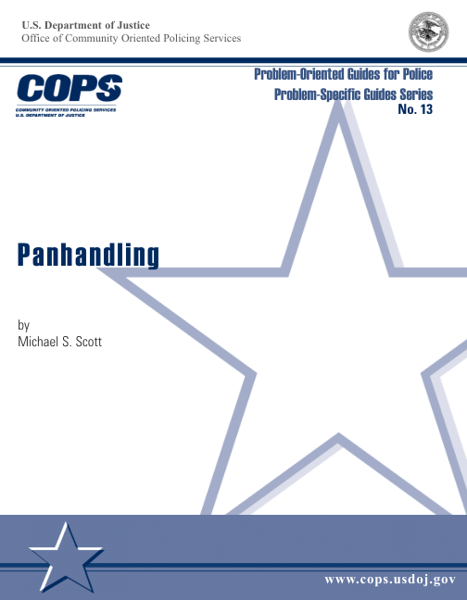 U.S. Department of Justice
Office of Community Oriented Policing Services
COPS
COMMUNITY ORIENTED POLICING SERVICES
U.S. DEPARTMENT OF JUSTICE
Problem-Oriented Guides for Police
Problem-Specific Guides Series
No. 13
Panhandling
by
Michael S. Scott
www.cops.usdoj.gov